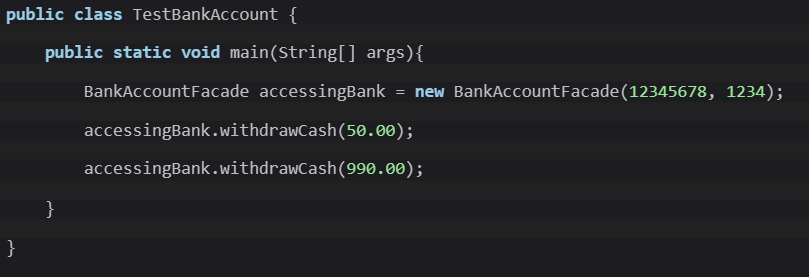 public class TestBankAccount {
public static void main(String[] args){
BankAccountFacade accessingBank = new BankAccountFacade(12345678, 1234);
accessingBank.withdrawCash(50.00);
accessingBank.withdrawCash(990.00);
}
}